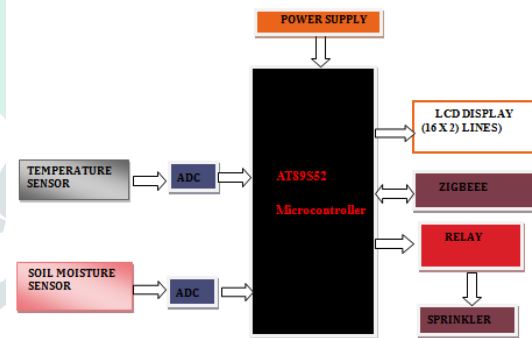 POWER SUPPLY
LCD DISPLAY
(16 X 2) LINES)
TEMPERATURE
SENSOR
ADC
AT89S52
Microcontroller
ZIGBEEE
RELAY
SOIL MOISTURE
SENSOR
ADC
SPRINKLER